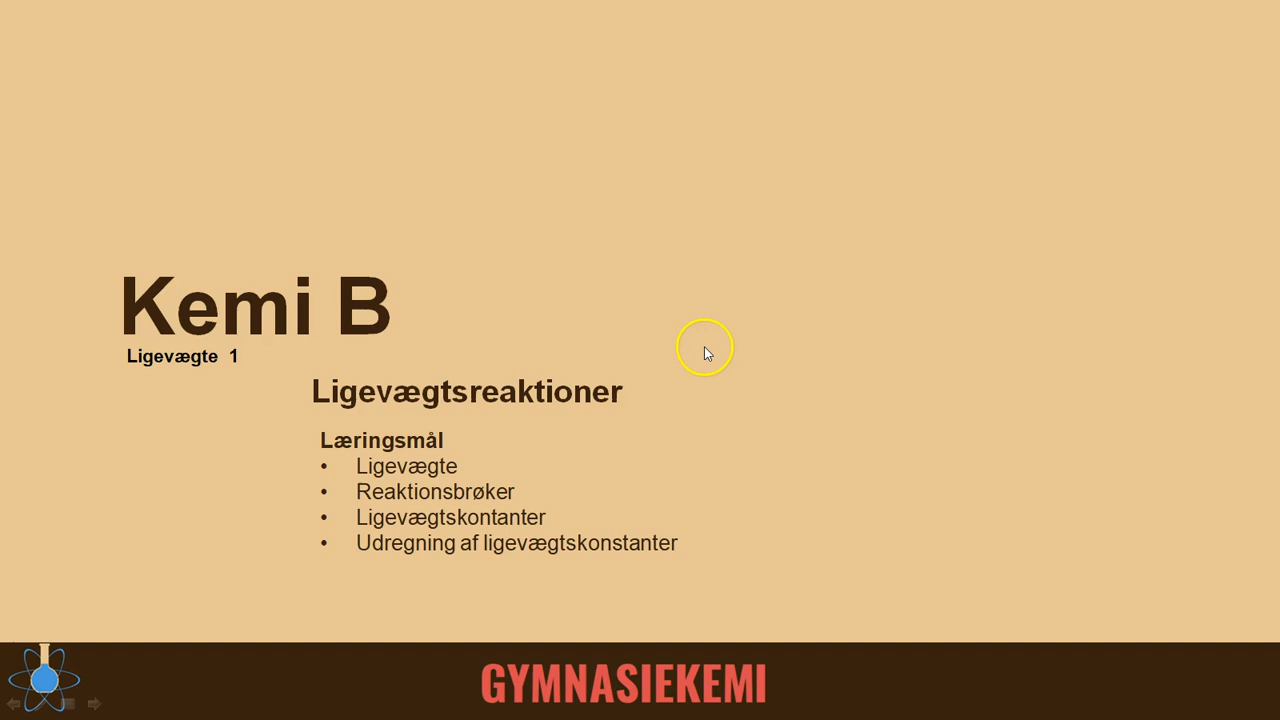 Kemi B
Ligevægte 1
Ligevægtsreaktioner
Læringsmål
• Ligevægte
• Reaktionsbrøker
• Ligevægtskontanter
• Udregning af ligevægtskonstanter
GYMNASIEKEMI